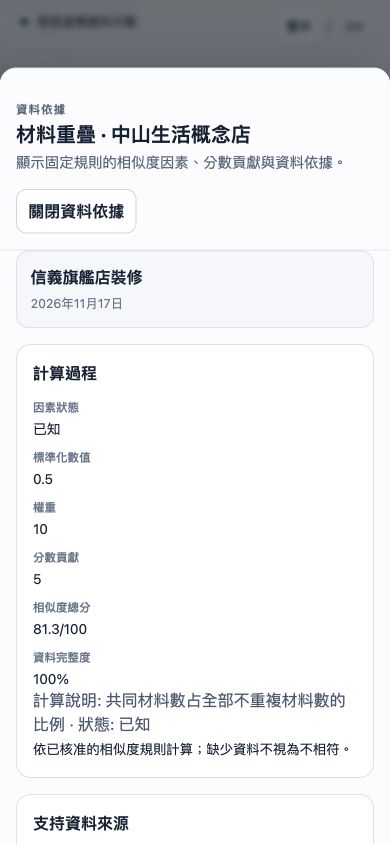 資料依據
材料重疊 · 中山生活概念店
顯示固定規則的相似度因素、分數貢獻與資料依據。
關閉資料依據
信義旗艦店裝修
2026年11月17日
計算過程
因素狀態
已知
標準化數值
0.5
權重
10
分數貢獻
5
相似度總分
81.3/100
資料完整度
100%
計算說明: 共同材料數占全部不重複材料數的
比例 · 狀態: 已知
依已核准的相似度規則計算；缺少資料不視為不相符。
支持資料來源